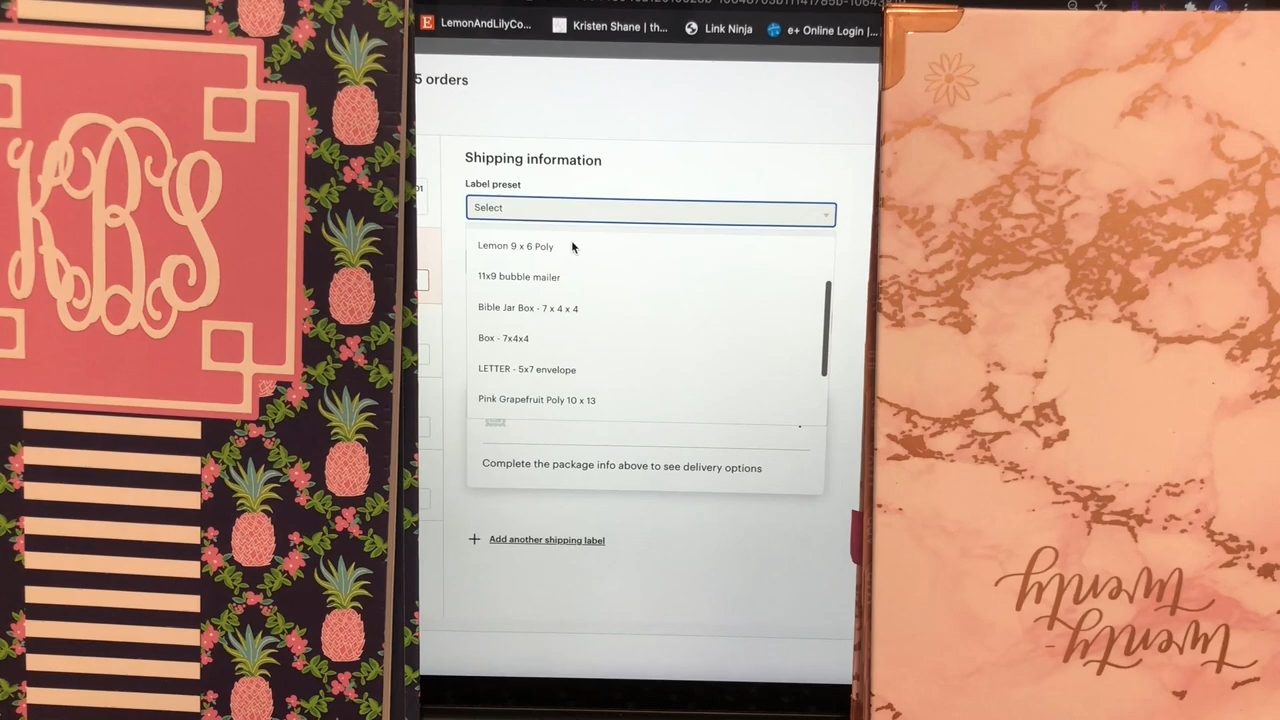 E LemonAndLilyCo... Kristen Shane | th... Link Ninja e+ Online Login |...
5 orders
KBS
01
Shipping information
Label preset
Select
Lemon 9 x 6 Poly
11x9 bubble mailer
Bible Jar Box - 7 x 4 x 4
Box - 7x4x4
LETTER - 5x7 envelope
Pink Grapefruit Poly 10 x 13
Complete the package info above to see delivery options
+ Add another shipping label
twenty-
twenty